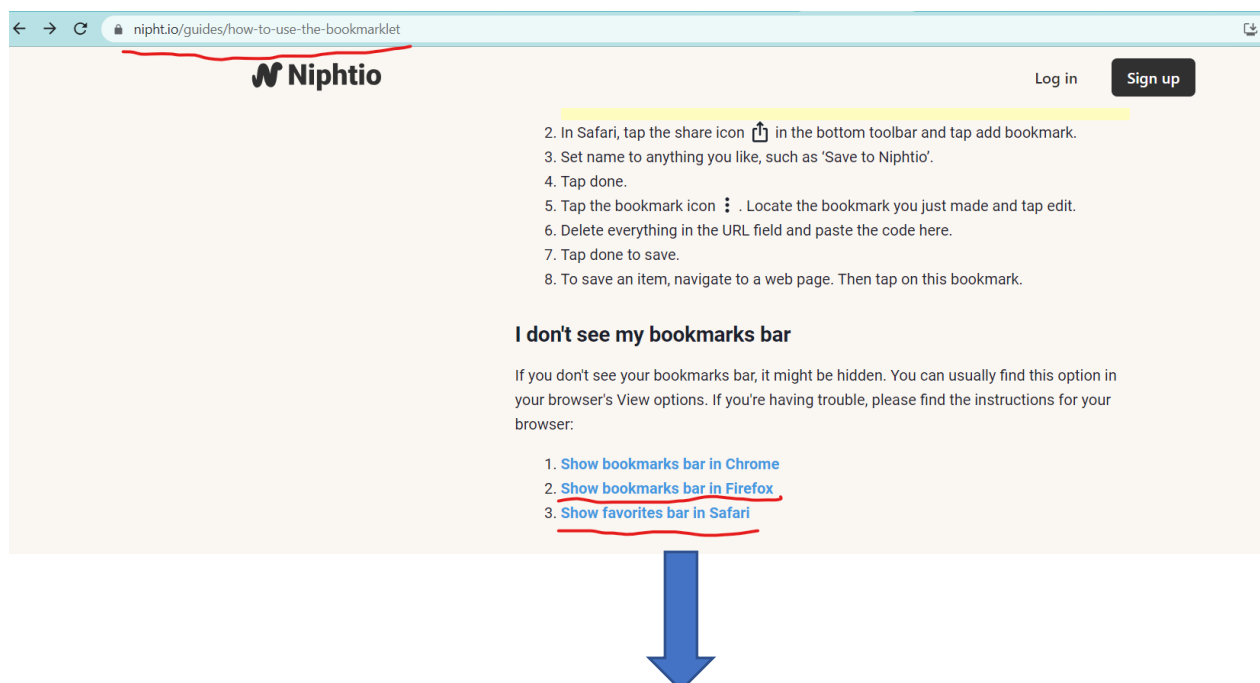 nipht.io/guides/how-to-use-the-bookmarklet
Niphtio
Log in
Sign up
2. In Safari, tap the share icon in the bottom toolbar and tap add bookmark.
3. Set name to anything you like, such as ‘Save to Niphtio’.
4. Tap done.
5. Tap the bookmark icon . Locate the bookmark you just made and tap edit.
6. Delete everything in the URL field and paste the code here.
7. Tap done to save.
8. To save an item, navigate to a web page. Then tap on this bookmark.
I don't see my bookmarks bar
If you don't see your bookmarks bar, it might be hidden. You can usually find this option in
your browser's View options. If you're having trouble, please find the instructions for your
browser:
1. Show bookmarks bar in Chrome
2. Show bookmarks bar in Firefox
3. Show favorites bar in Safari